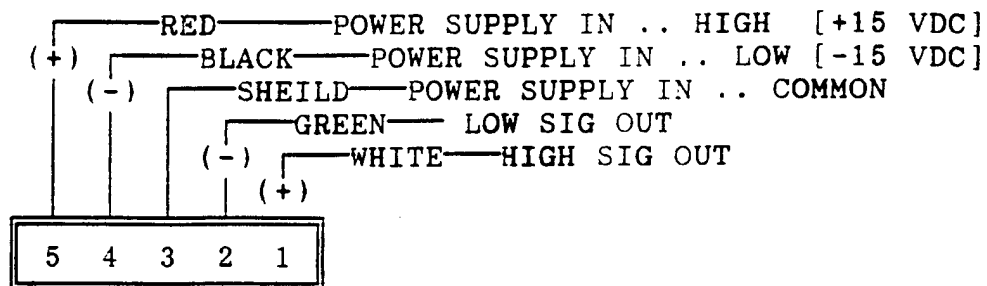 RED POWER SUPPLY IN .. HIGH [+15 VDC]
(+) BLACK POWER SUPPLY IN .. LOW [-15 VDC]
(-) SHEILD POWER SUPPLY IN .. COMMON
GREEN LOW SIG OUT
(-) WHITE HIGH SIG OUT
(+)
5 4 3 2 1